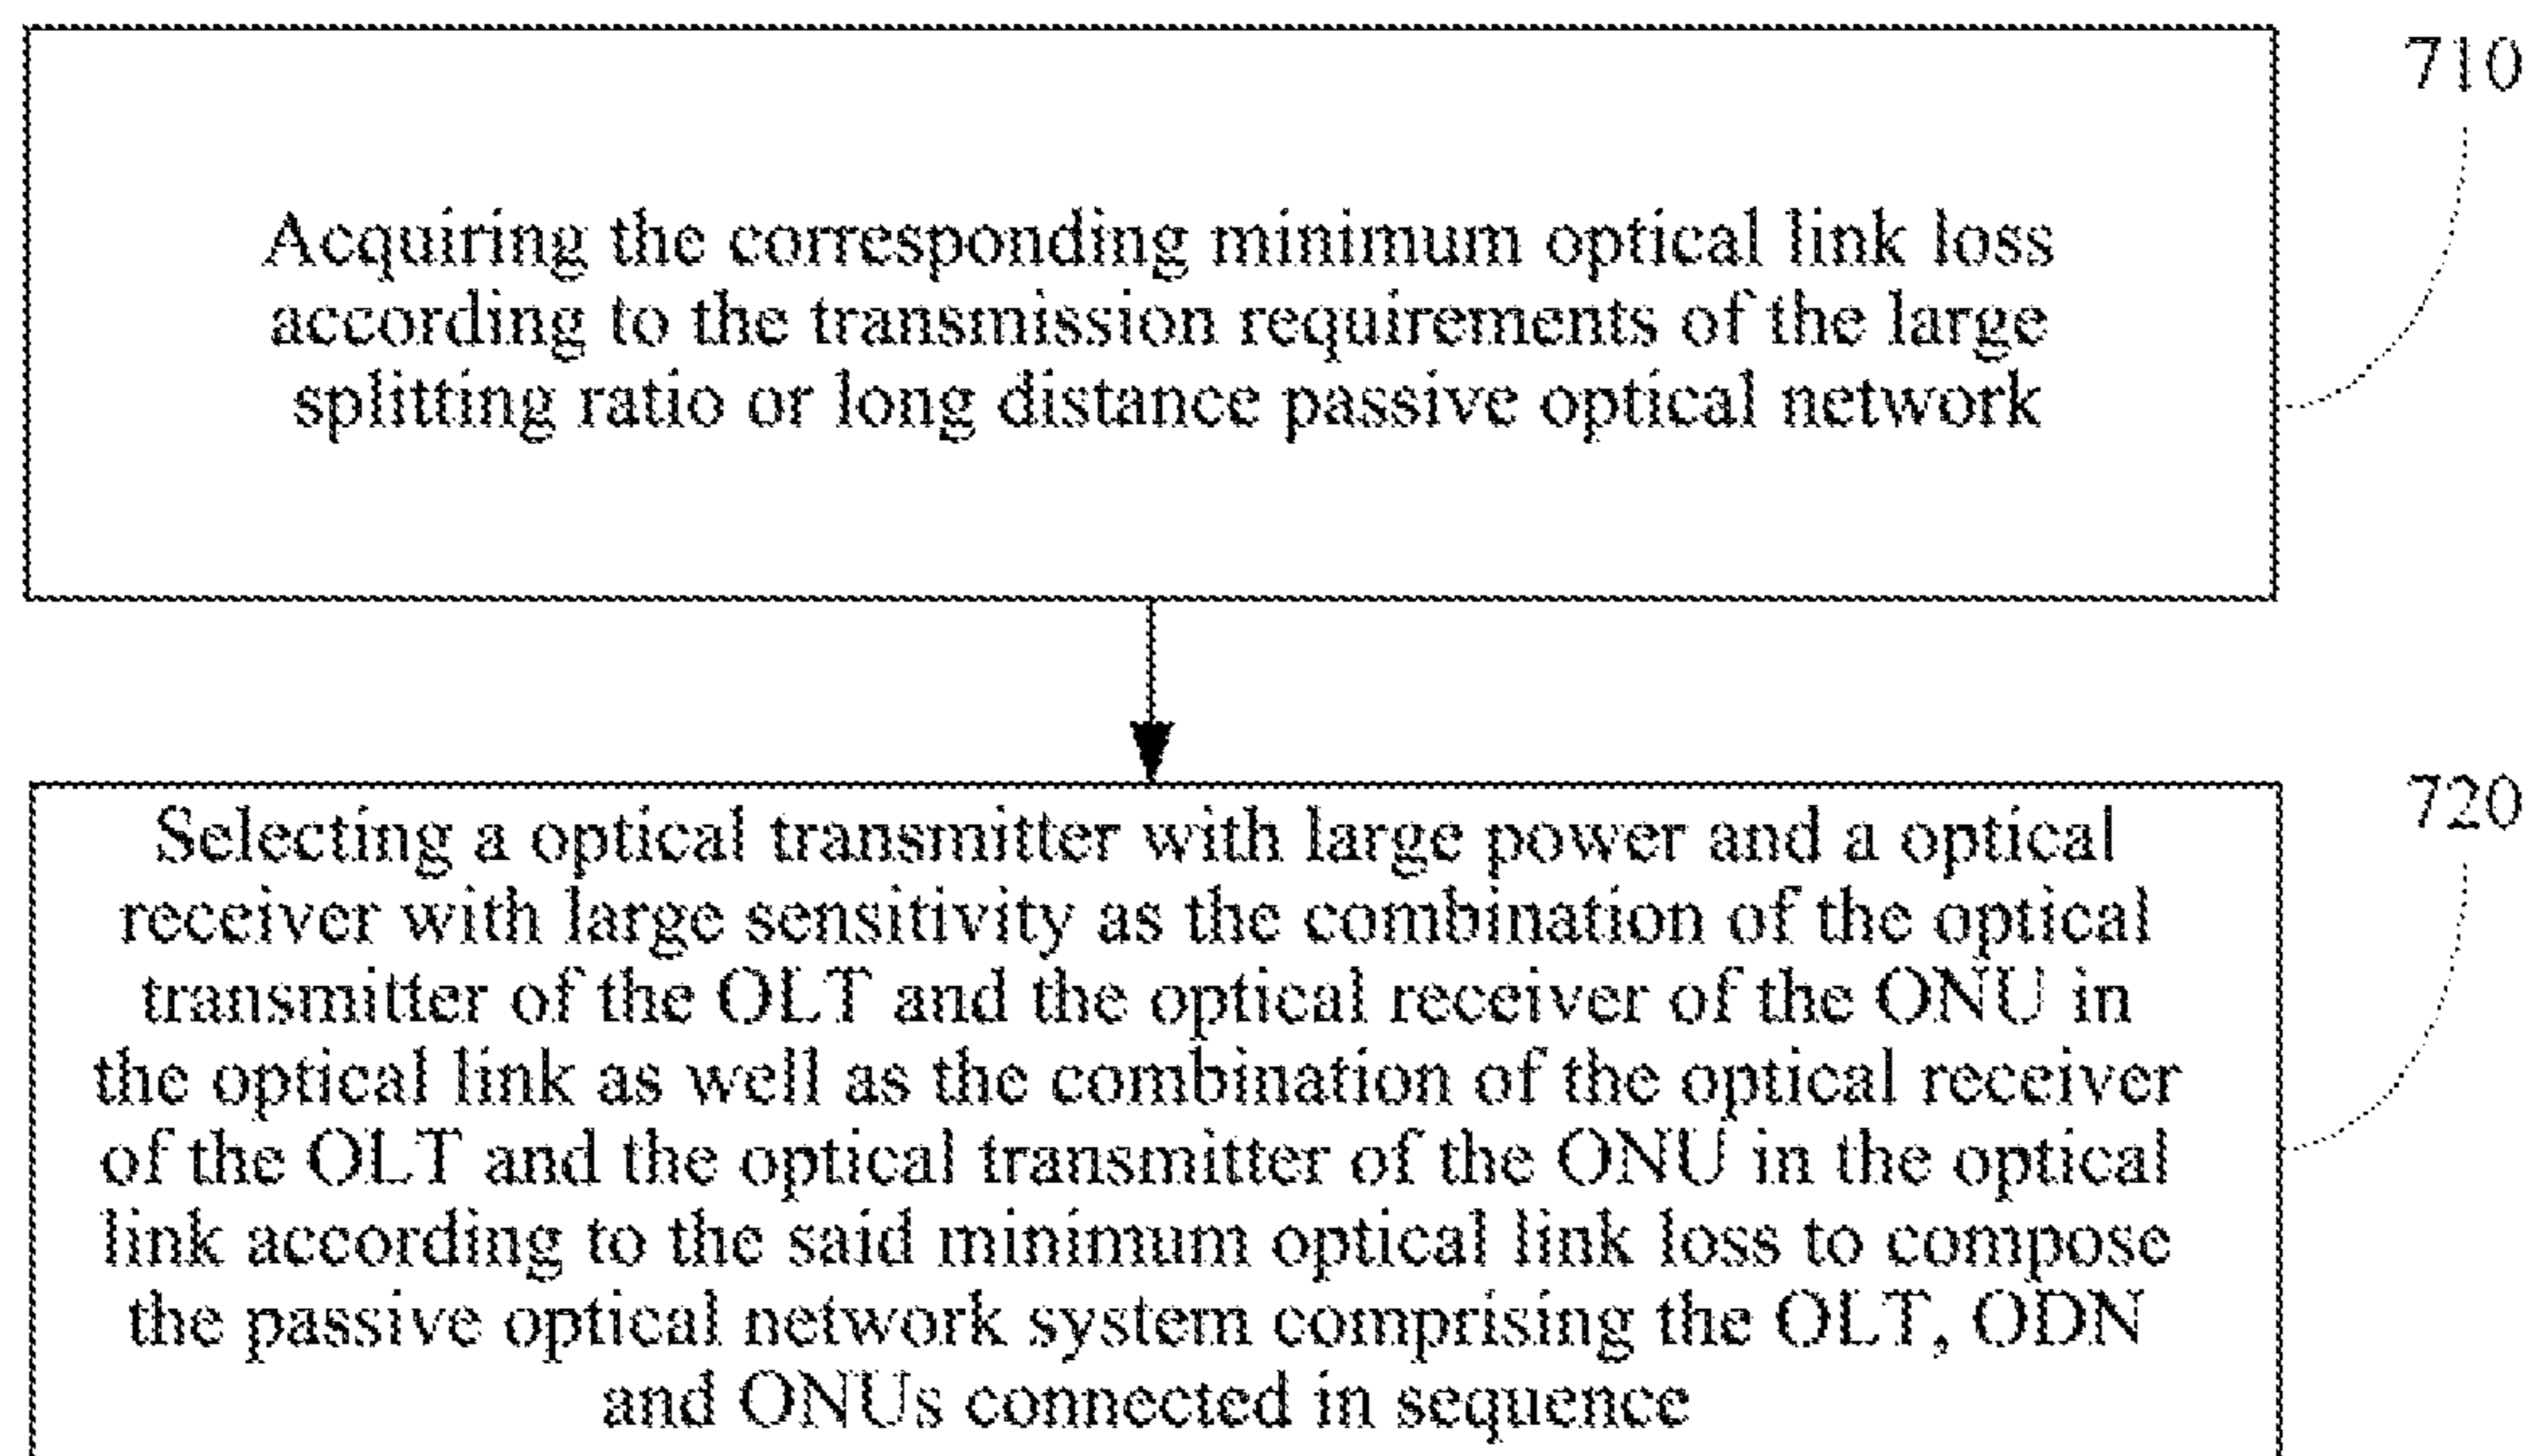 710
Acquiring the corresponding minimum optical link loss
according to the transmission requirements of the large
splitting ratio or long distance passive optical network
720
Selecting a optical transmitter with large power and a optical
receiver with large sensitivity as the combination of the optical
transmitter of the OLT and the optical receiver of the ONU in
the optical link as well as the combination of the optical receiver
of the OLT and the optical transmitter of the ONU in the optical
link according to the said minimum optical link loss to compose
the passive optical network system comprising the OLT, ODN
and ONUs connected in sequence